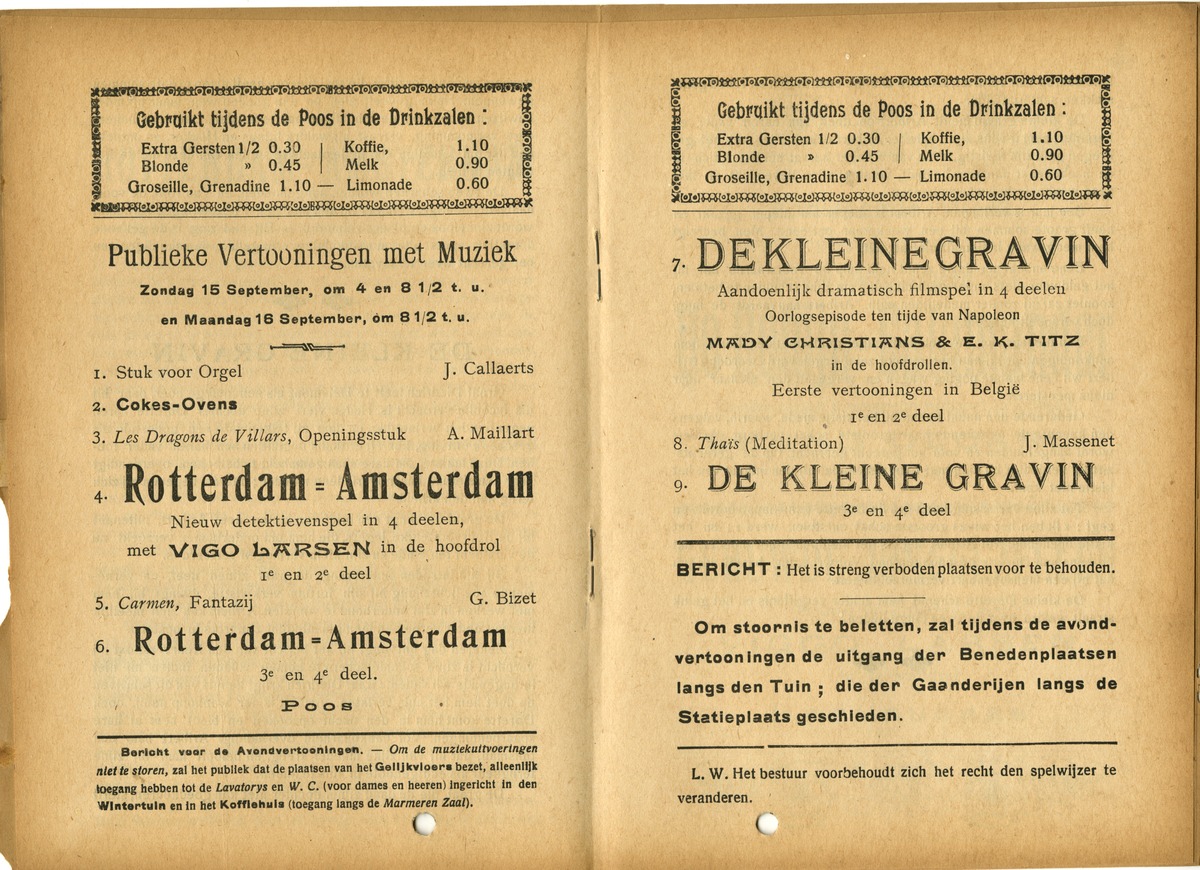 Gebruikt tijdens de Poos in de Drinkzalen :
Extra Gersten 1/2 0.30 | Koffie, 1.10
Blonde » 0.45 | Melk 0.90
Groseille, Grenadine 1.10 — Limonade 0.60
Publieke Vertooningen met Muziek
Zondag 15 September, om 4 en 8 1/2 t. u.
en Maandag 16 September, om 8 1/2 t. u.
1. Stuk voor Orgel J. Callaerts
2. Cokes-Ovens
3. Les Dragons de Villars, Openingsstuk A. Maillart
4. Rotterdam = Amsterdam
Nieuw detektievenspel in 4 deelen,
met VIGO LARSEN in de hoofdrol
1e en 2e deel
5. Carmen, Fantazij G. Bizet
6. Rotterdam = Amsterdam
3e en 4e deel.
Poos
Bericht voor de Avondvertooningen. — Om de muziekuitvoeringen
niet te storen, zal het publiek dat de plaatsen van het Gelijkvloers bezet, alleenlijk
toegang hebben tot de Lavatorys en W. C. (voor dames en heeren) ingericht in den
Wintertuin en in het Koffiehuis (toegang langs de Marmeren Zaal).
Gebruikt tijdens de Poos in de Drinkzalen :
Extra Gersten 1/2 0.30 | Koffie, 1.10
Blonde » 0.45 | Melk 0.90
Groseille, Grenadine 1.10 — Limonade 0.60
7. DE KLEINE GRAVIN
Aandoenlijk dramatisch filmspel in 4 deelen
Oorlogsepisode ten tijde van Napoleon
MADY CHRISTIANS & E. K. TITZ
in de hoofdrollen.
Eerste vertooningen in België
1e en 2e deel
8. Thaïs (Meditation) J. Massenet
9. DE KLEINE GRAVIN
3e en 4e deel
BERICHT : Het is streng verboden plaatsen voor te behouden.
Om stoornis te beletten, zal tijdens de avond-
vertooningen de uitgang der Benedenplaatsen
langs den Tuin ; die der Gaanderijen langs de
Statieplaats geschieden.
L. W. Het bestuur voorbehoudt zich het recht den spelwijzer te
veranderen.